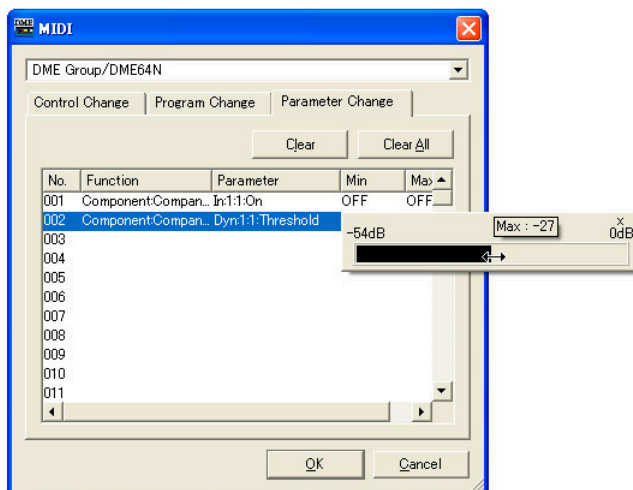 DME MIDI
DME Group/DME64N
Control Change Program Change Parameter Change
Clear Clear All
No. Function Parameter Min Max
001 Component:Compan... In:1:1:On OFF OFF
002 Component:Compan... Dyn:1:1:Threshold
-54dB Max : -27 x 0dB
003
004
005
006
007
008
009
010
011
OK Cancel